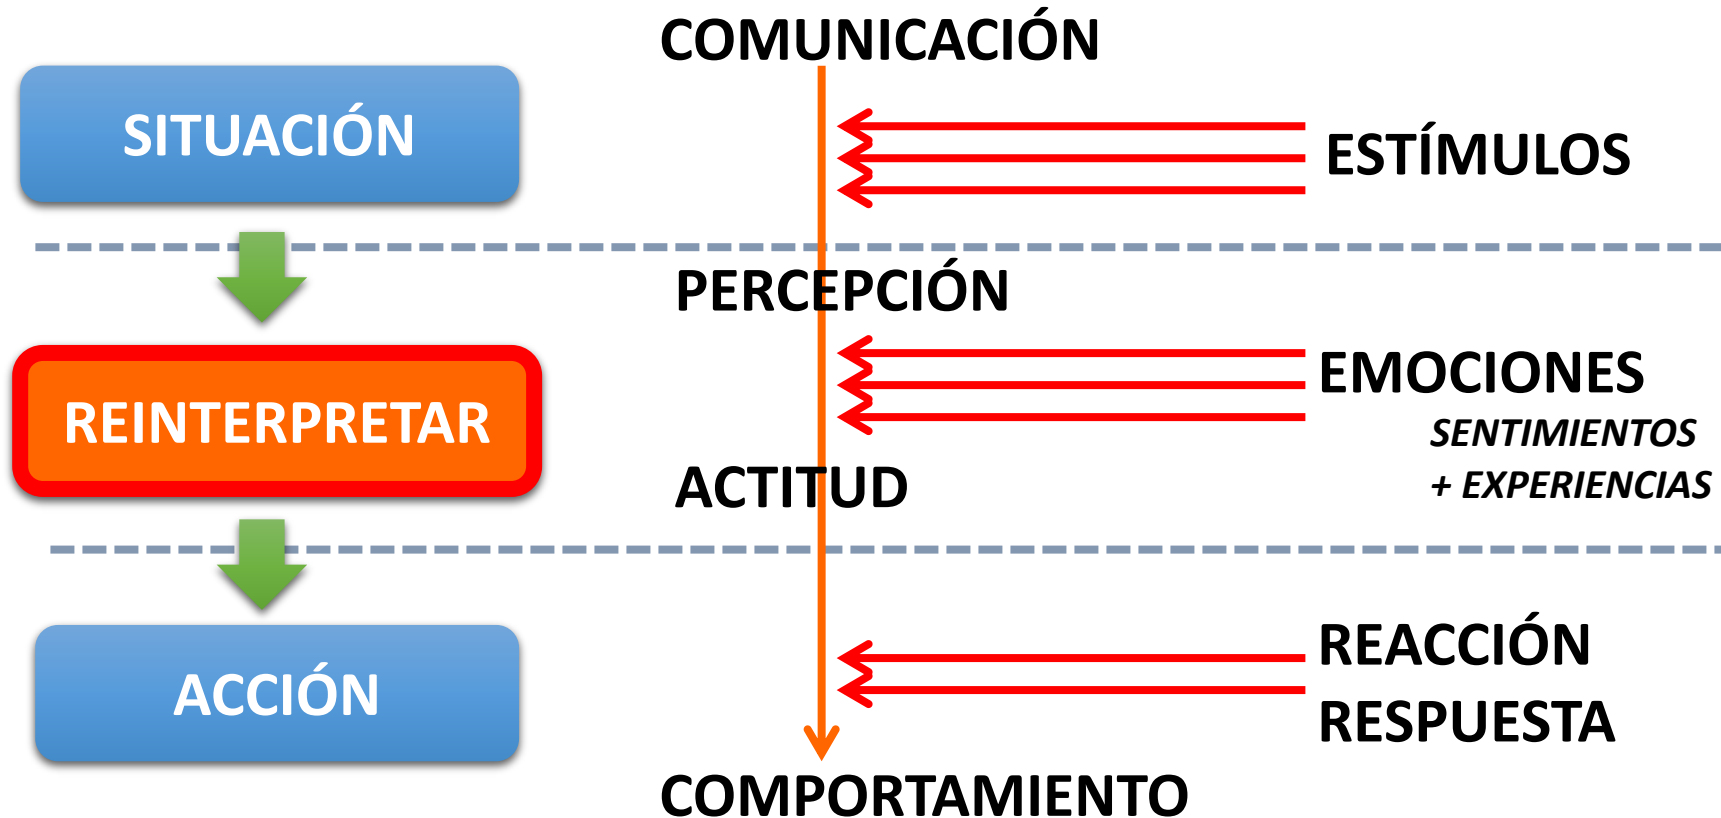 COMUNICACIÓN
SITUACIÓN
ESTÍMULOS
PERCEPCIÓN
REINTERPRETAR
EMOCIONES
SENTIMIENTOS
+ EXPERIENCIAS
ACTITUD
ACCIÓN
REACCIÓN
RESPUESTA
COMPORTAMIENTO